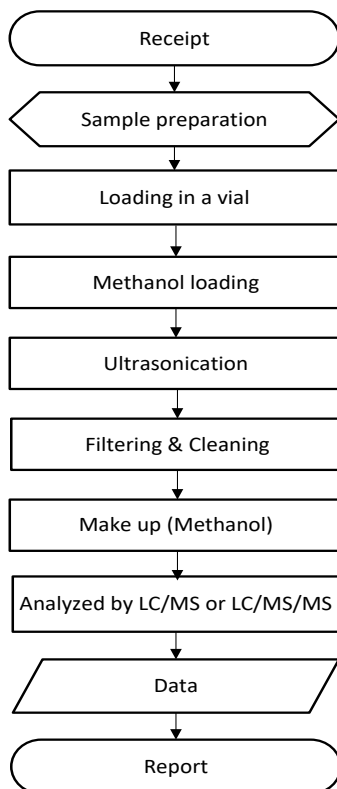 Receipt
Sample preparation
Loading in a vial
Methanol loading
Ultrasonication
Filtering & Cleaning
Make up (Methanol)
Analyzed by LC/MS or LC/MS/MS
Data
Report